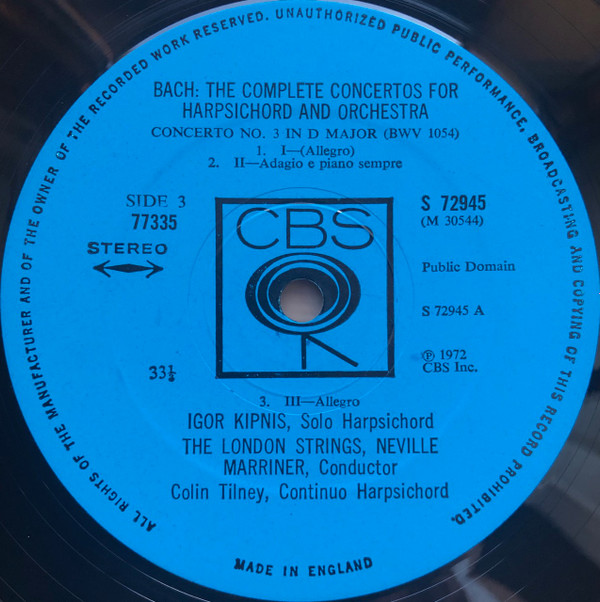 ALL RIGHTS OF THE MANUFACTURER AND OF THE OWNER OF THE RECORDED WORK RESERVED. UNAUTHORIZED PUBLIC PERFORMANCE, BROADCASTING AND COPYING OF THIS RECORD PROHIBITED.
BACH: THE COMPLETE CONCERTOS FOR
HARPSICHORD AND ORCHESTRA
CONCERTO NO. 3 IN D MAJOR (BWV 1054)
1. I—(Allegro)
2. II—Adagio e piano sempre
SIDE 3
77335
STEREO
33⅓
CBS
S 72945
(M 30544)
Public Domain
S 72945 A
℗ 1972
CBS Inc.
3. III—Allegro
IGOR KIPNIS, Solo Harpsichord
THE LONDON STRINGS, NEVILLE
MARRINER, Conductor
Colin Tilney, Continuo Harpsichord
MADE IN ENGLAND